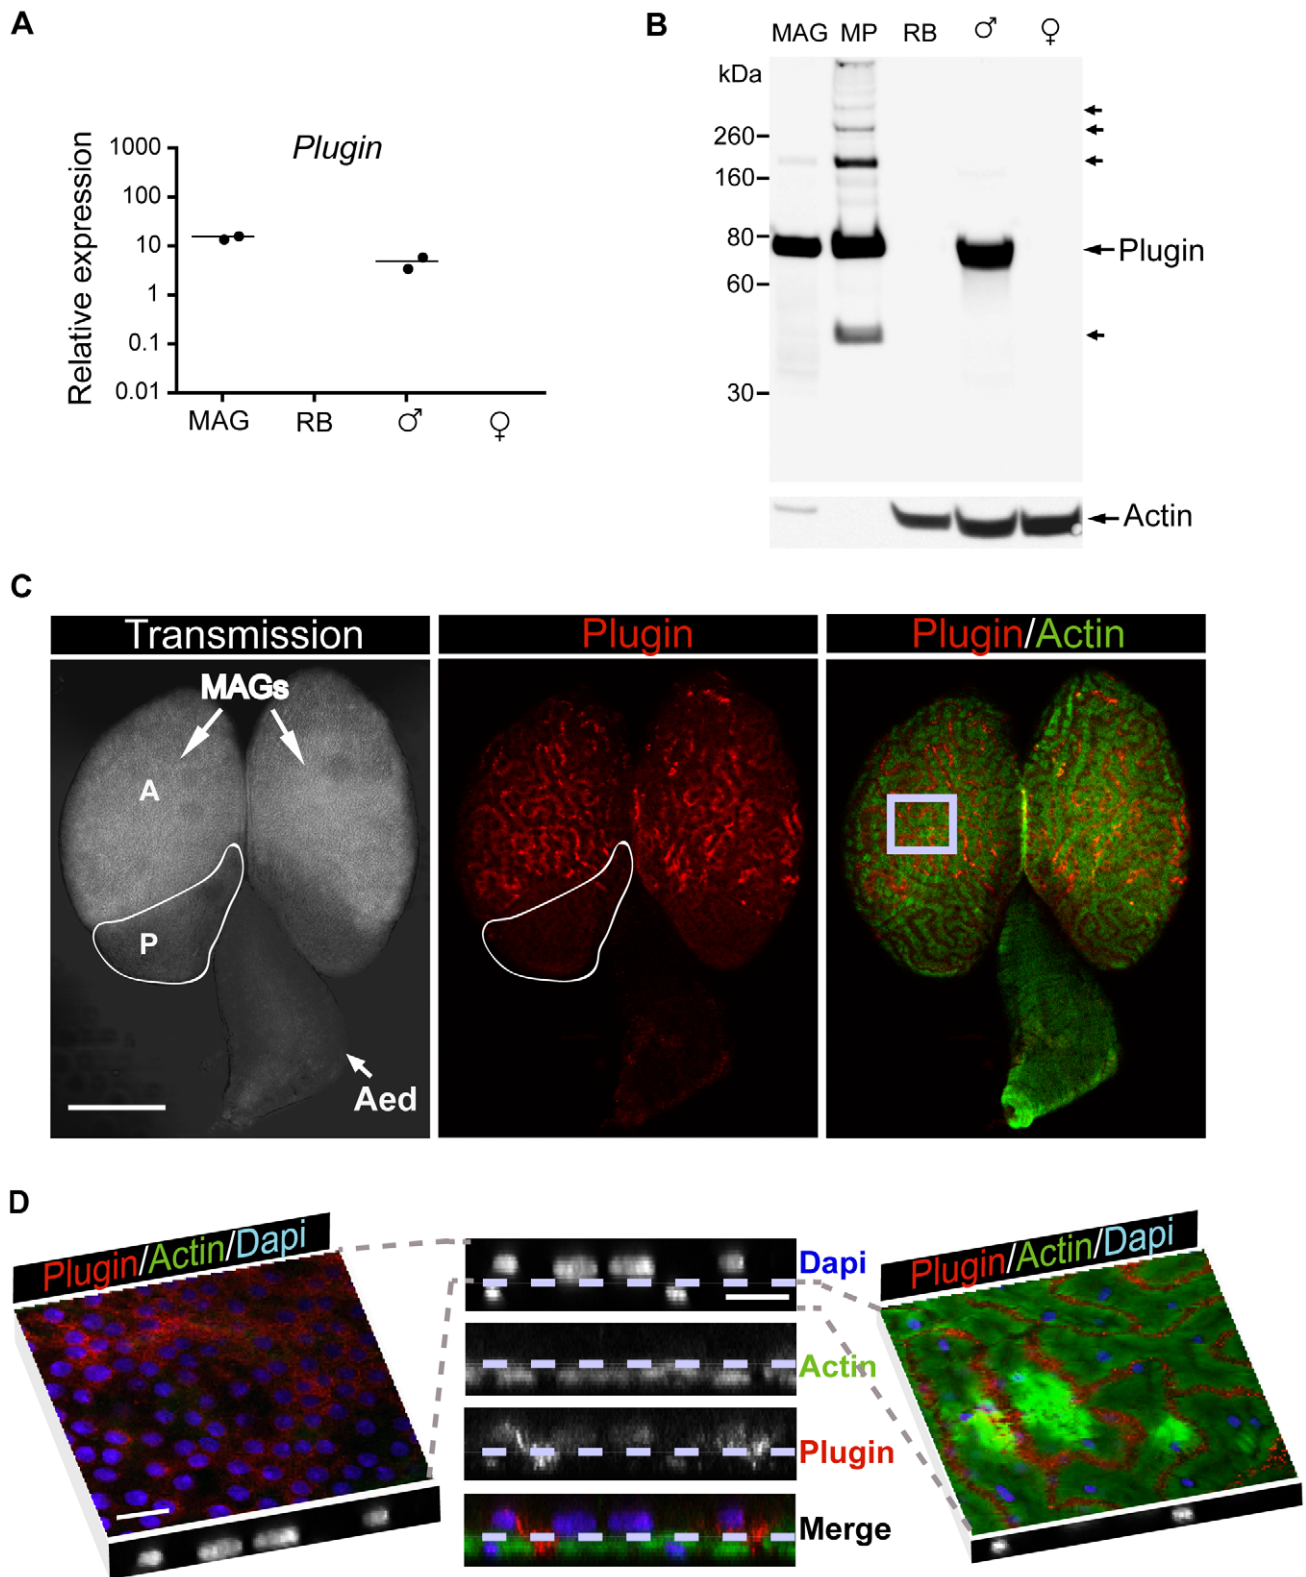 A
Plugin
Relative expression
1000
100
10
1
0.1
0.01
MAG RB ♂ ♀
B
MAG MP RB ♂ ♀
kDa
260
160
80
60
30
Plugin
Actin
C
Transmission
Plugin
Plugin/Actin
MAGs
A
P
Aed
D
Plugin/Actin/Dapi
Dapi
Actin
Plugin
Merge
Plugin/Actin/Dapi